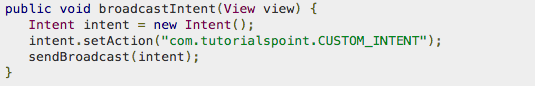 public void broadcastIntent(View view) {
   Intent intent = new Intent();
   intent.setAction("com.tutorialspoint.CUSTOM_INTENT");
   sendBroadcast(intent);
}